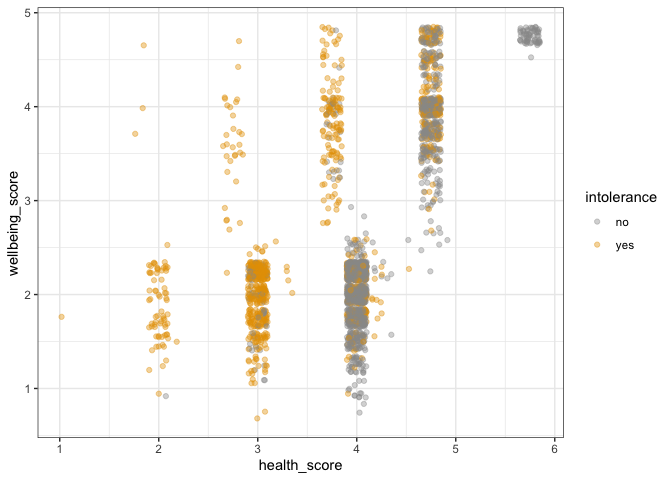 5
4
3
2
1
wellbeing_score
1 2 3 4 5 6
health_score
intolerance
no
yes